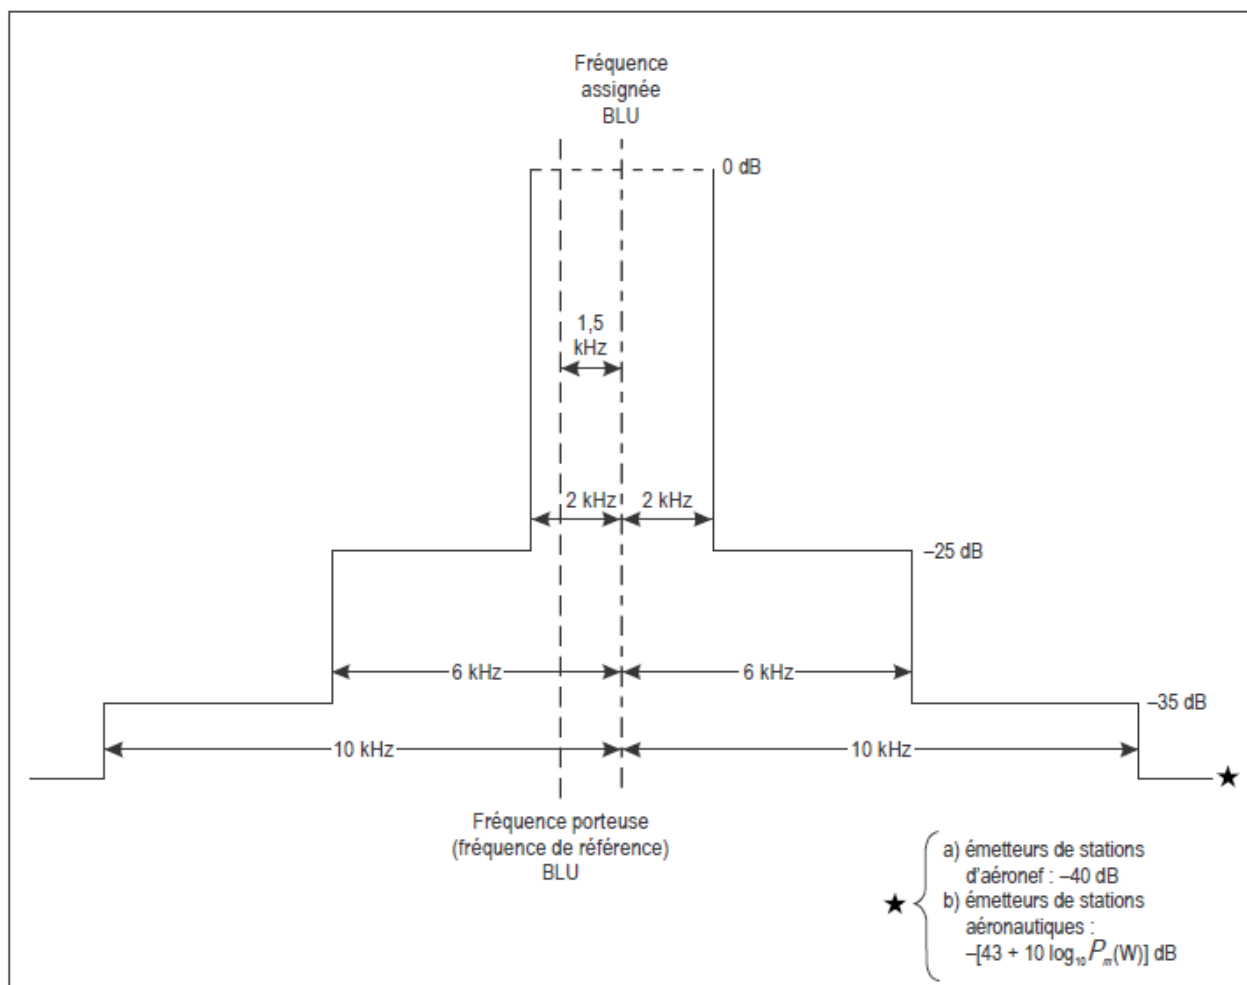 Fréquence
assignée
BLU
0 dB
1,5
kHz
2 kHz
2 kHz
–25 dB
6 kHz
6 kHz
–35 dB
10 kHz
10 kHz
★
Fréquence porteuse
(fréquence de référence)
BLU
★
a) émetteurs de stations
d'aéronef : –40 dB
b) émetteurs de stations
aéronautiques :
–[43 + 10 log₁₀ Pₘ(W)] dB